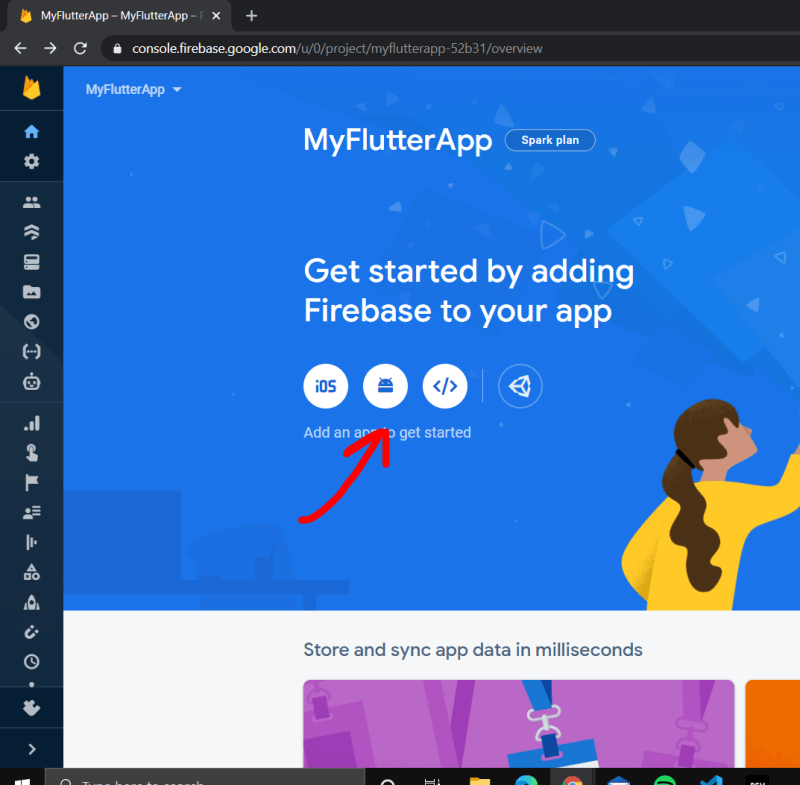 MyFlutterApp – MyFlutterApp – F
console.firebase.google.com/u/0/project/myflutterapp-52b31/overview
MyFlutterApp
MyFlutterApp Spark plan
Get started by adding
Firebase to your app
iOS
Add an app to get started
Store and sync app data in milliseconds
Type here to search